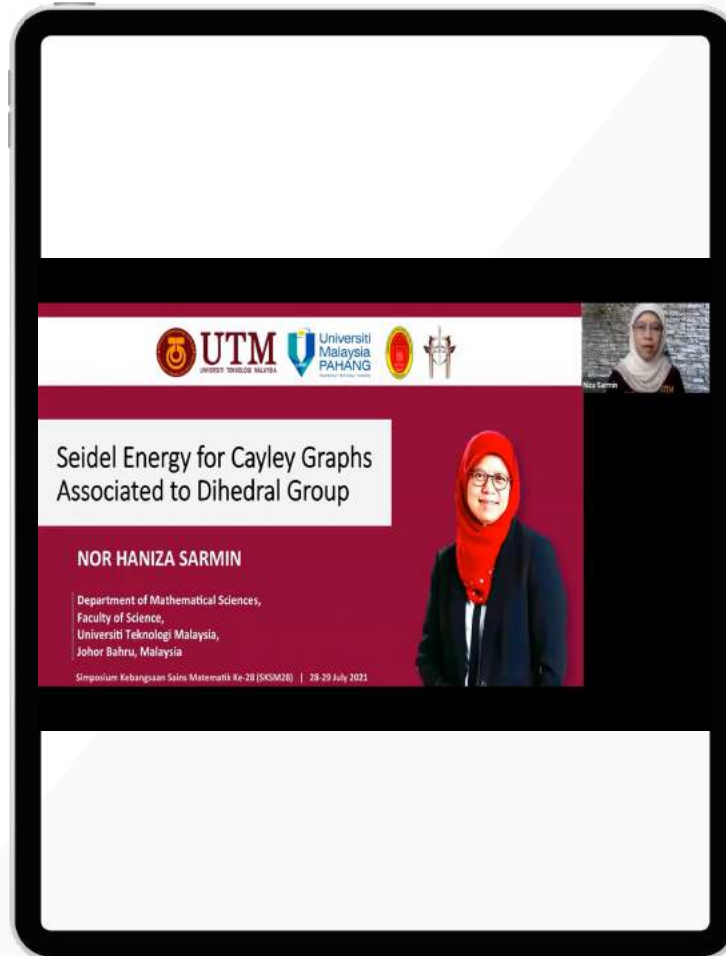 UTM
UNIVERSITI TEKNOLOGI MALAYSIA
Universiti
Malaysia
PAHANG
Niza Sarmin
UTM
Seidel Energy for Cayley Graphs
Associated to Dihedral Group
NOR HANIZA SARMIN
Department of Mathematical Sciences,
Faculty of Science,
Universiti Teknologi Malaysia,
Johor Bahru, Malaysia
Simposium Kebangsaan Sains Matematik Ke-28 (SKSM28) | 28-29 July 2021